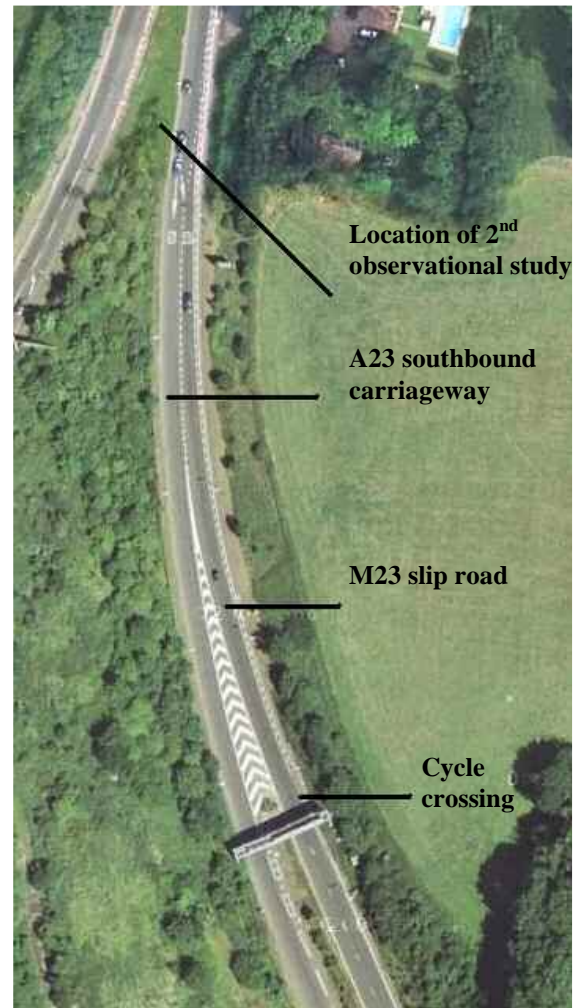 Location of 2nd
observational study
A23 southbound
carriageway
M23 slip road
Cycle
crossing